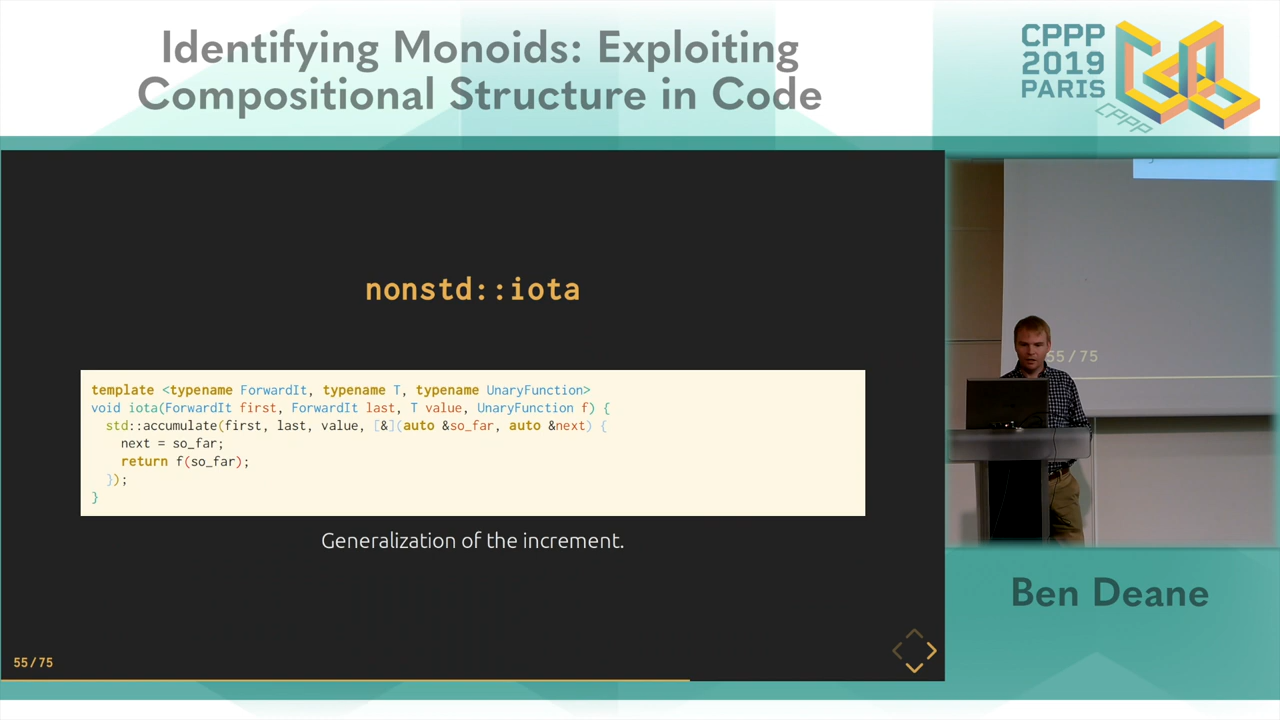 Identifying Monoids: Exploiting
Compositional Structure in Code
CPPP
2019
PARIS
CPPP
nonstd::iota
template <typename ForwardIt, typename T, typename UnaryFunction>
void iota(ForwardIt first, ForwardIt last, T value, UnaryFunction f) {
  std::accumulate(first, last, value, [&](auto &so_far, auto &next) {
    next = so_far;
    return f(so_far);
  });
}
Generalization of the increment.
55/75
55/75
Ben Deane